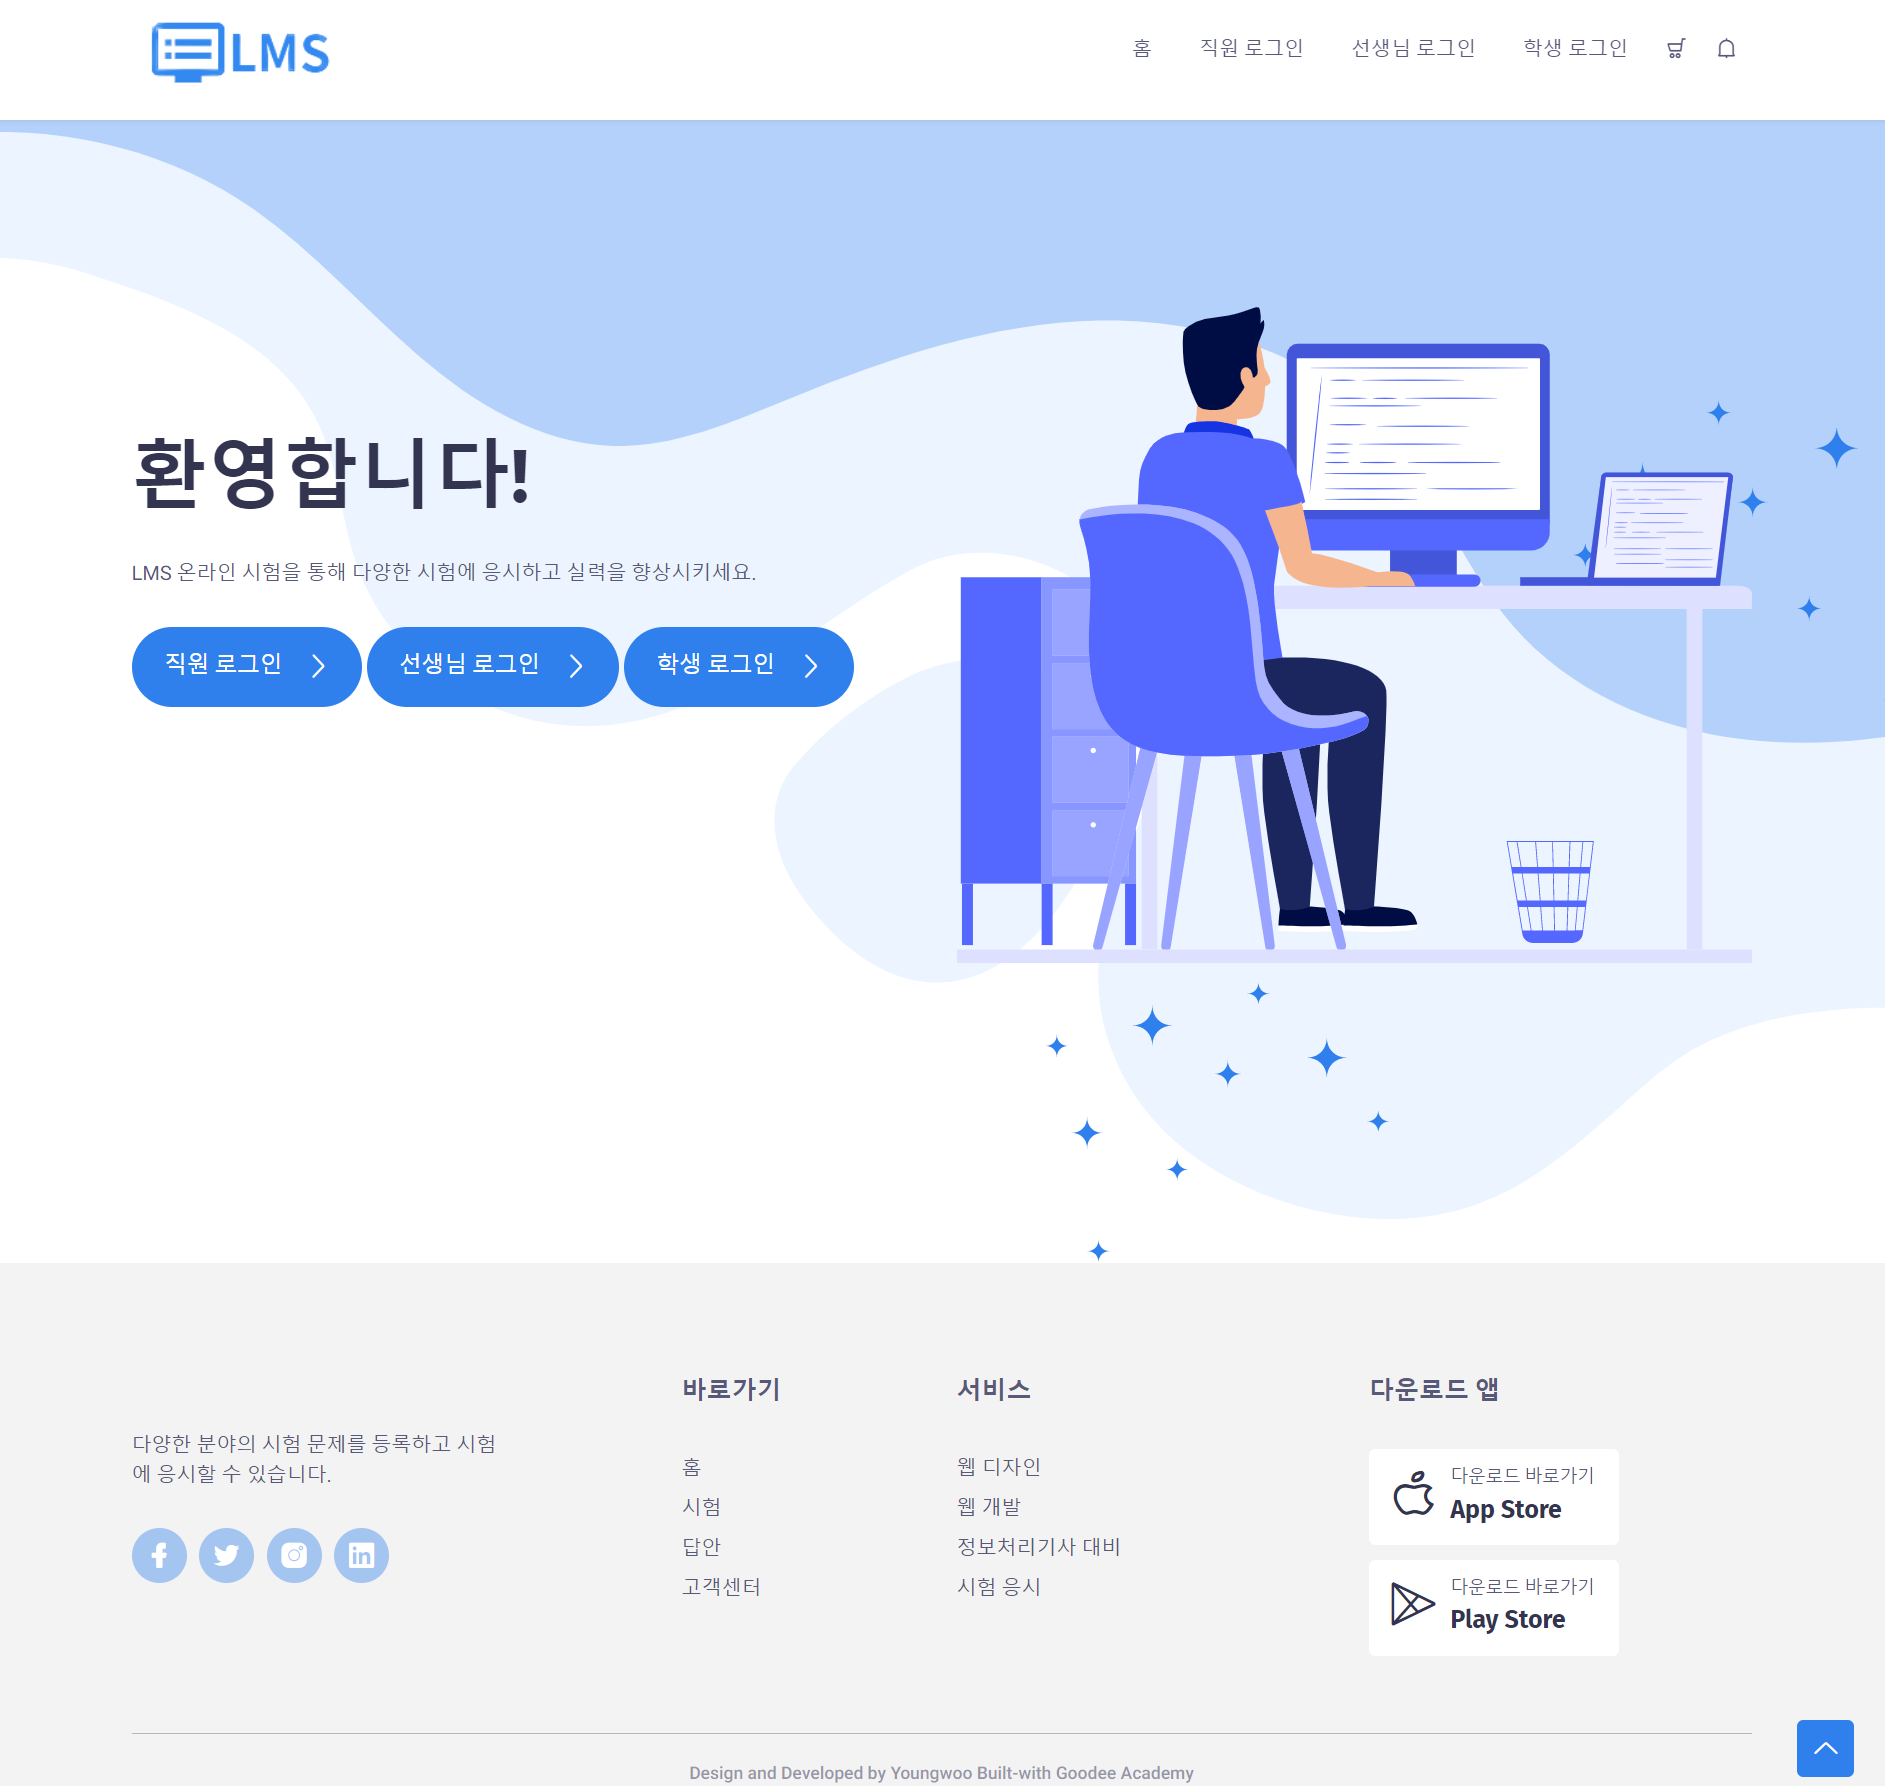 LMS
홈
직원 로그인
선생님 로그인
학생 로그인
환영합니다!
LMS 온라인 시험을 통해 다양한 시험에 응시하고 실력을 향상시키세요.
직원 로그인
선생님 로그인
학생 로그인
다양한 분야의 시험 문제를 등록하고 시험
에 응시할 수 있습니다.
바로가기
홈
시험
답안
고객센터
서비스
웹 디자인
웹 개발
정보처리기사 대비
시험 응시
다운로드 앱
다운로드 바로가기
App Store
다운로드 바로가기
Play Store
Design and Developed by Youngwoo Built-with Goodee Academy